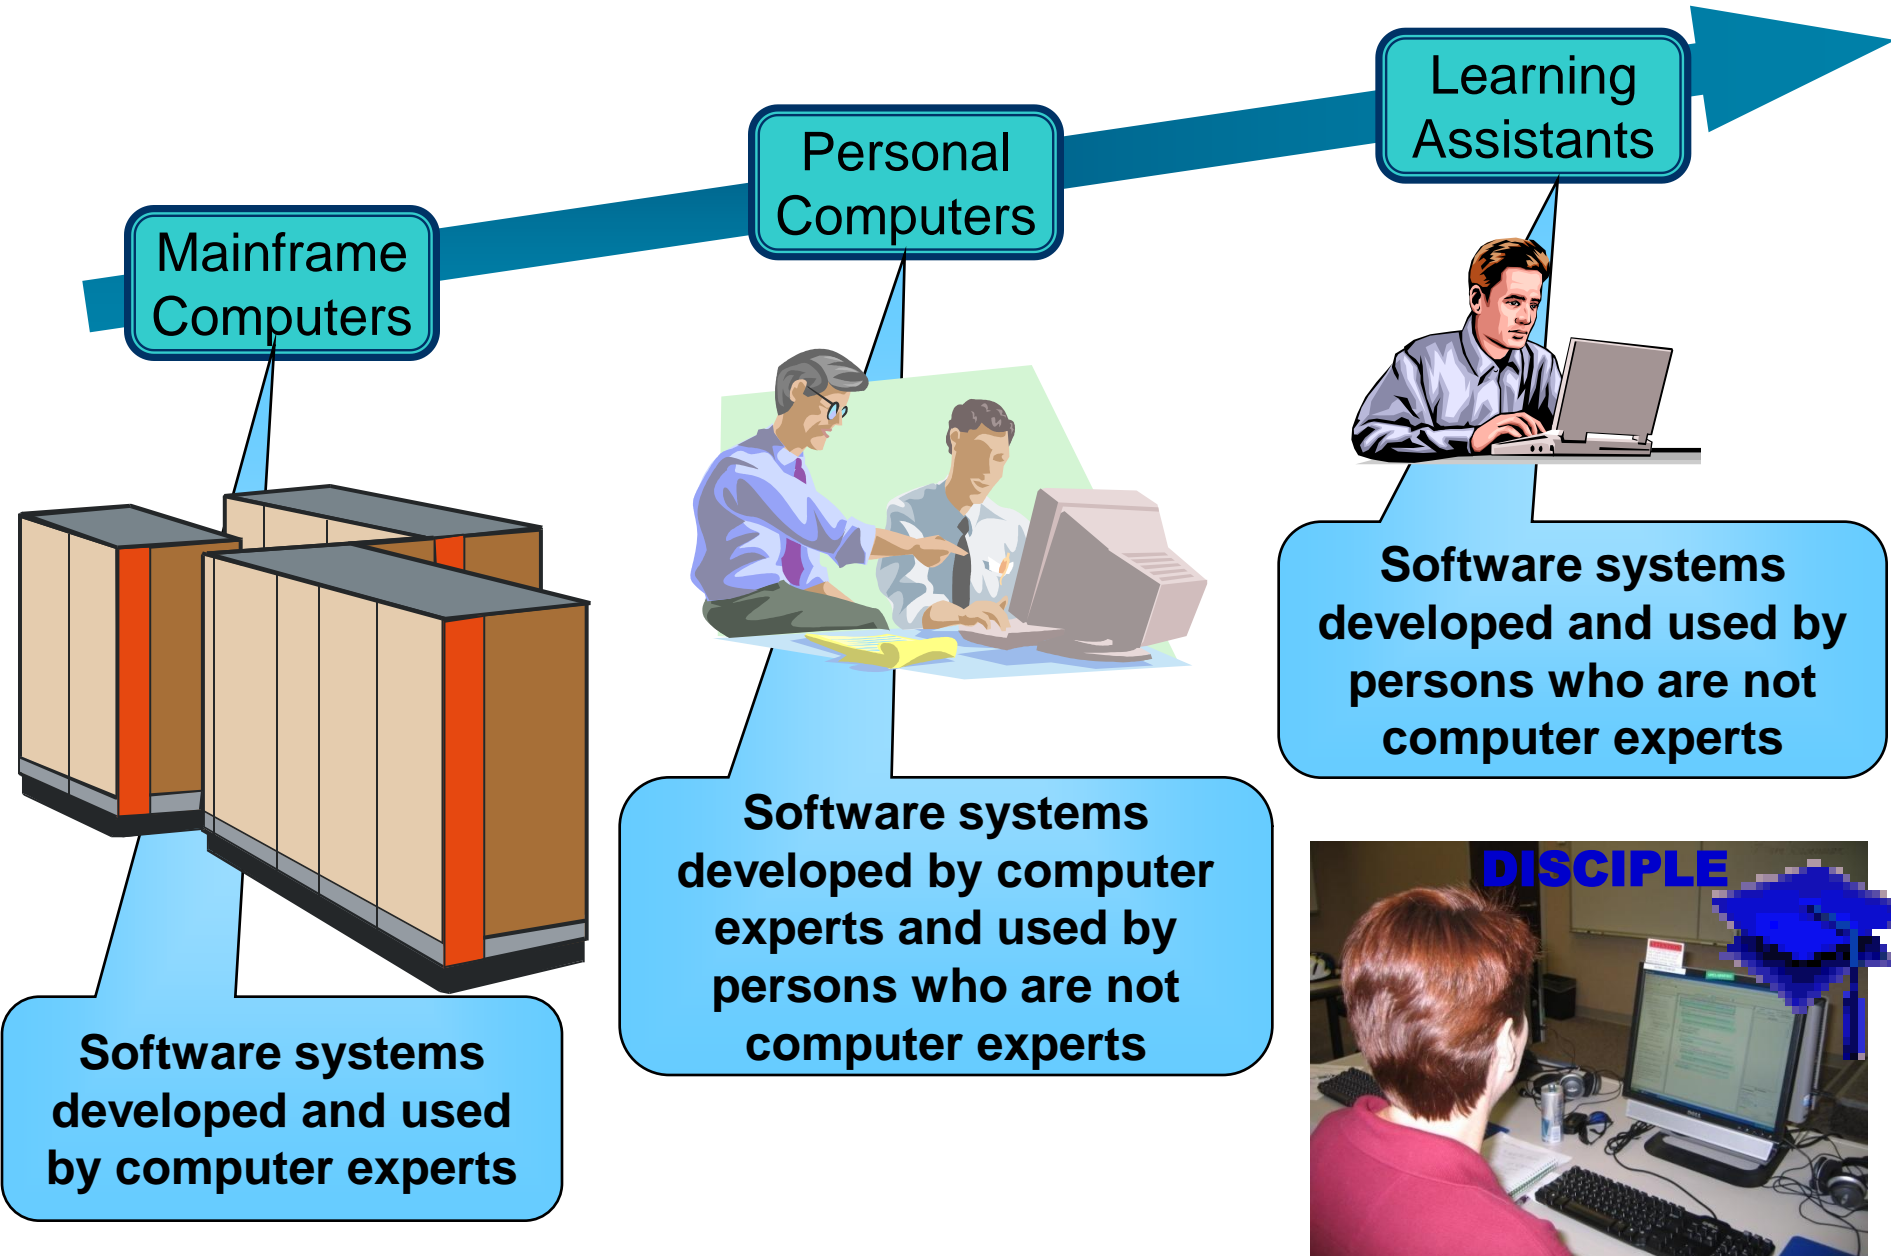 Mainframe
Computers
Personal
Computers
Learning
Assistants
Software systems
developed and used
by computer experts
Software systems
developed by computer
experts and used by
persons who are not
computer experts
Software systems
developed and used by
persons who are not
computer experts
DISCIPLE